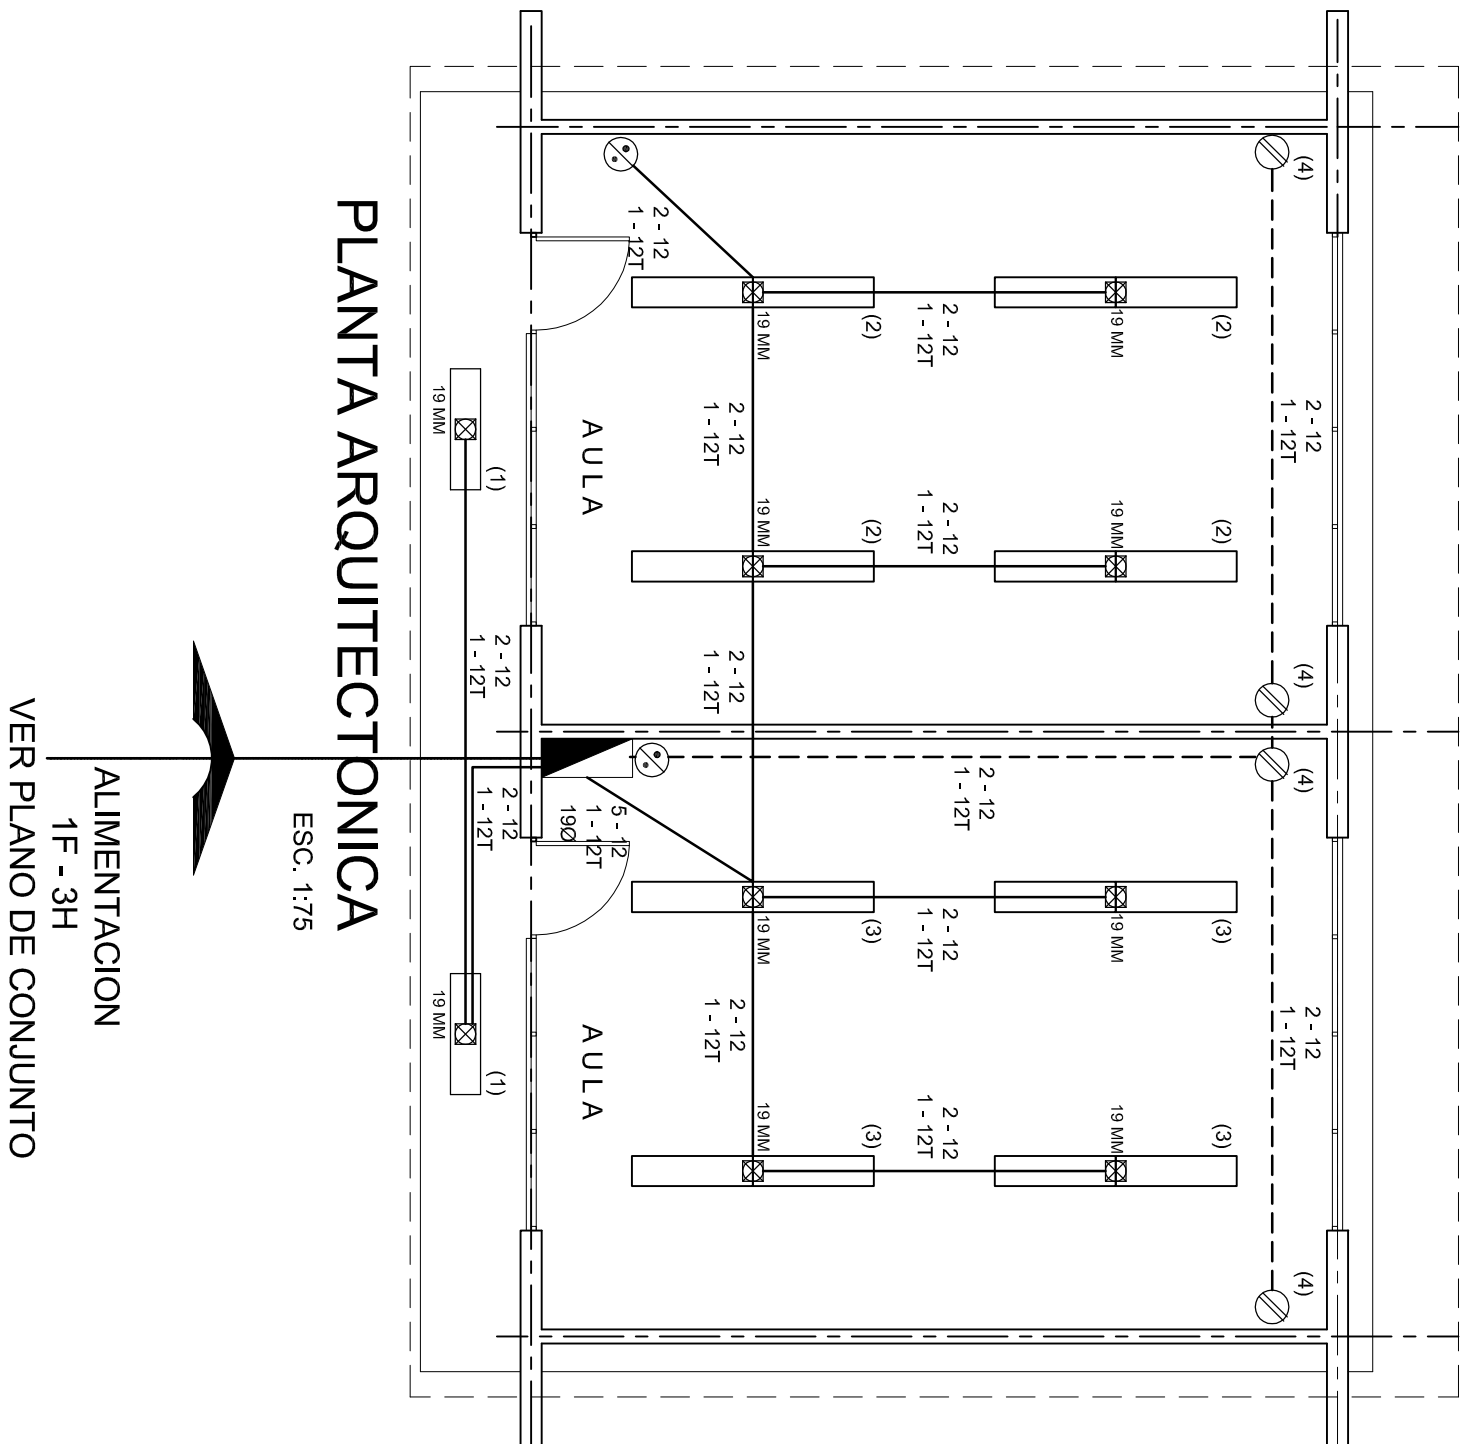 (4)
(4)
(4)
(4)
2 - 12
1 - 12T
2 - 12
1 - 12T
(2)
(2)
(3)
(3)
19 MM
19 MM
19 MM
19 MM
2 - 12
1 - 12T
2 - 12
1 - 12T
2 - 12
1 - 12T
2 - 12
1 - 12T
2 - 12
1 - 12T
(2)
(2)
(3)
(3)
19 MM
19 MM
19 MM
19 MM
2 - 12
1 - 12T
2 - 12
1 - 12T
2 - 12
1 - 12T
2 - 12
1 - 12T
5 - 12
1 - 12T
19Ø
AULA
AULA
2 - 12
1 - 12T
2 - 12
1 - 12T
(1)
(1)
19 MM
19 MM
PLANTA ARQUITECTONICA
ESC. 1:75
ALIMENTACION
1F - 3H
VER PLANO DE CONJUNTO